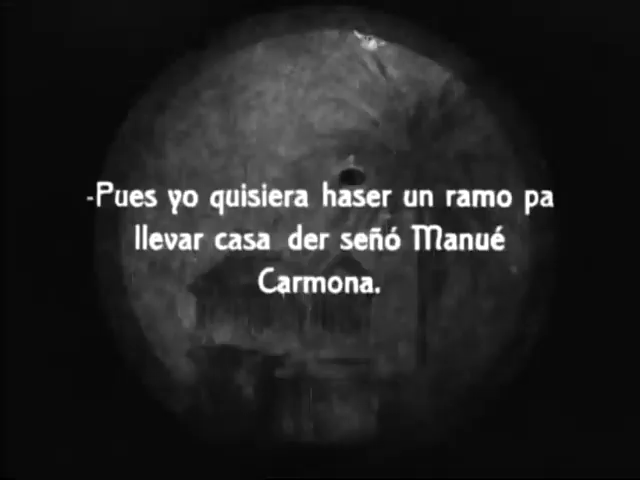 -Pues yo quisiera haser un ramo pa
llevar casa der señó Manué
Carmona.